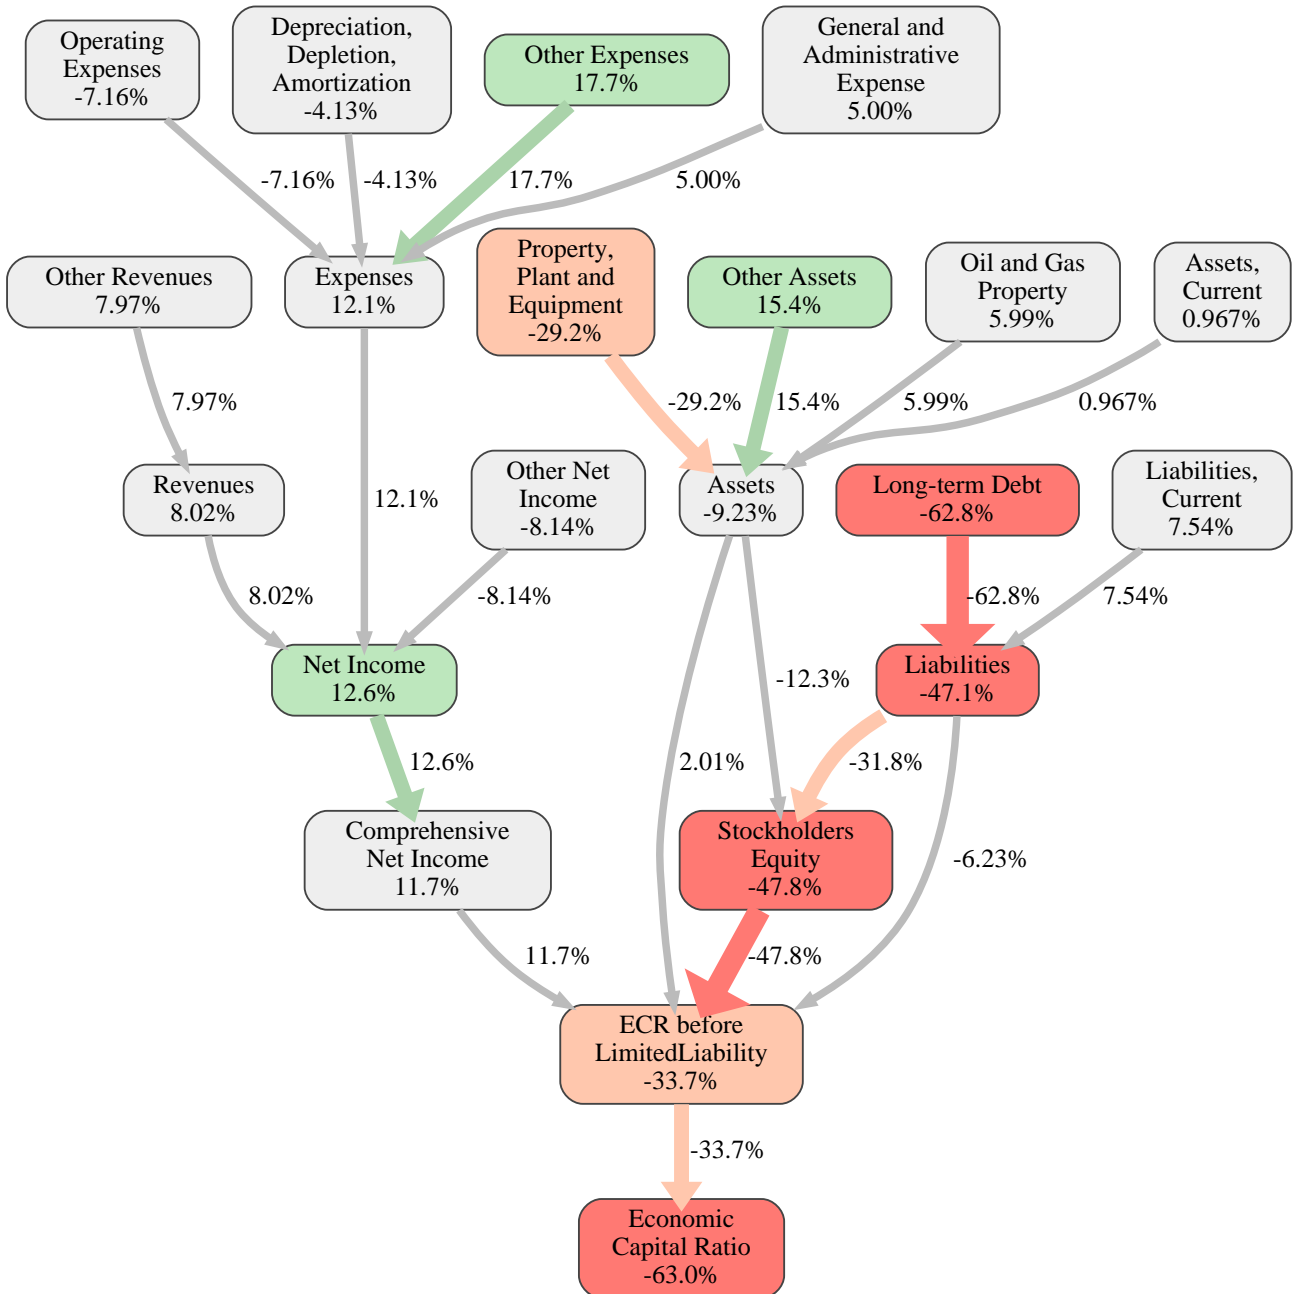 Operating
Expenses
-7.16%
Depreciation,
Depletion,
Amortization
-4.13%
Other Expenses
17.7%
General and
Administrative
Expense
5.00%
-7.16%
-4.13%
17.7%
5.00%
Other Revenues
7.97%
Expenses
12.1%
Property,
Plant and
Equipment
-29.2%
Other Assets
15.4%
Oil and Gas
Property
5.99%
Assets,
Current
0.967%
7.97%
-29.2%
15.4%
5.99%
0.967%
Revenues
8.02%
12.1%
Other Net
Income
-8.14%
Assets
-9.23%
Long-term Debt
-62.8%
Liabilities,
Current
7.54%
8.02%
-8.14%
-62.8%
7.54%
Net Income
12.6%
-12.3%
Liabilities
-47.1%
12.6%
2.01%
-31.8%
Comprehensive
Net Income
11.7%
Stockholders
Equity
-47.8%
-6.23%
11.7%
-47.8%
ECR before
LimitedLiability
-33.7%
-33.7%
Economic
Capital Ratio
-63.0%